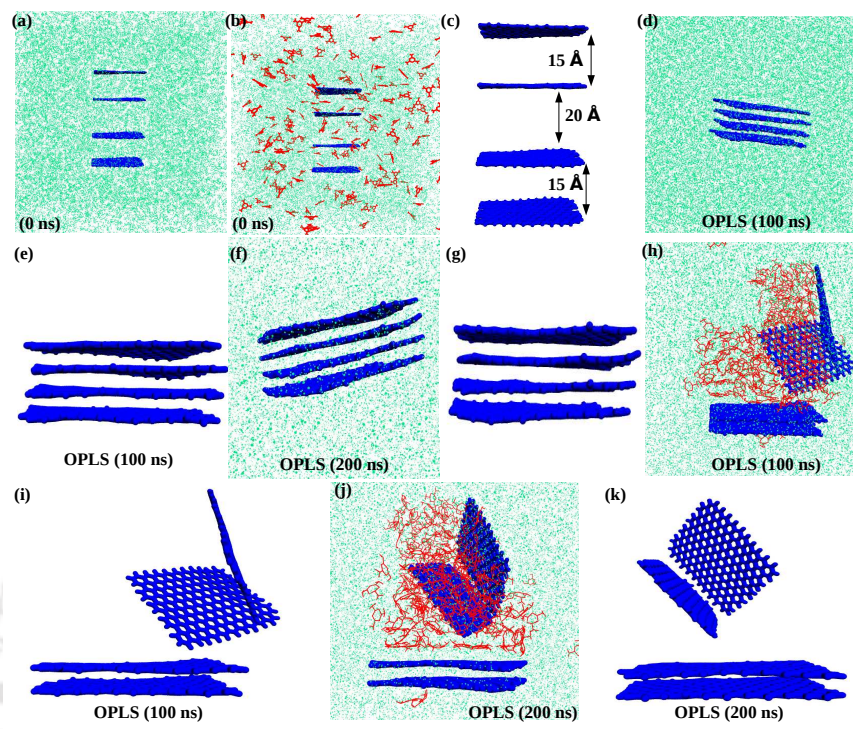 (a)
(0 ns)
(b)
(0 ns)
(c)
15 Å
20 Å
15 Å
(d)
OPLS (100 ns)
(e)
OPLS (100 ns)
(f)
OPLS (200 ns)
(g)
(h)
OPLS (100 ns)
(i)
OPLS (100 ns)
(j)
OPLS (200 ns)
(k)
OPLS (200 ns)